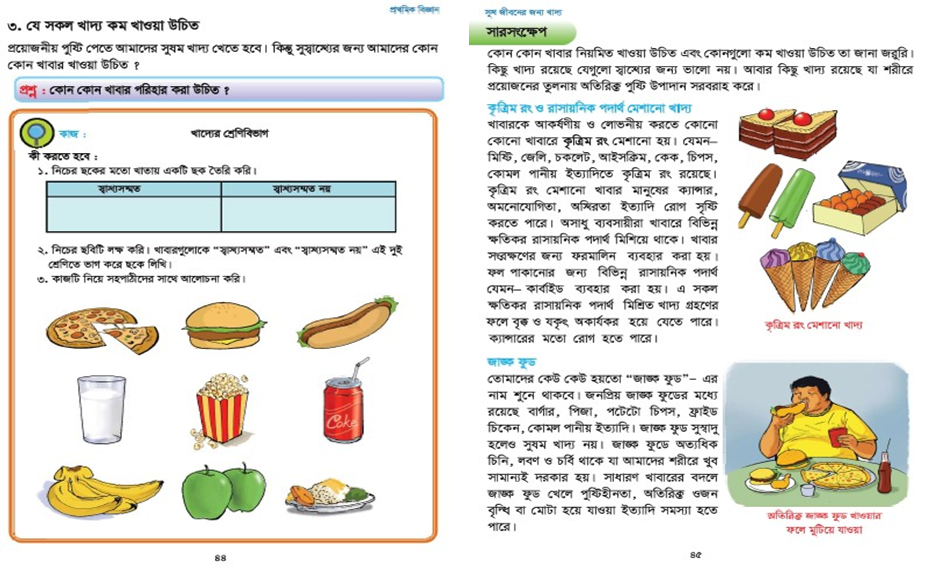 প্রাথমিক বিজ্ঞান
৩. যে সকল খাদ্য কম খাওয়া উচিত
প্রয়োজনীয় পুষ্টি পেতে আমাদের সুষম খাদ্য খেতে হবে। কিন্তু সুস্বাস্থ্যের জন্য আমাদের কোন
কোন খাবার খাওয়া উচিত ?
প্রশ্ন : কোন কোন খাবার পরিহার করা উচিত ?
কাজ : খাদ্যের শ্রেণিবিভাগ
কী করতে হবে :
১. নিচের ছকের মতো খাতায় একটি ছক তৈরি করি।
স্বাস্থ্যসম্মত স্বাস্থ্যসম্মত নয়
২. নিচের ছবিটি লক্ষ করি। খাবারগুলোকে “স্বাস্থ্যসম্মত” এবং “স্বাস্থ্যসম্মত নয়” এই দুই
শ্রেণিতে ভাগ করে ছকে লিখি।
৩. কাজটি নিয়ে সহপাঠীদের সাথে আলোচনা করি।
Coke
৪৪
সুস্থ জীবনের জন্য খাদ্য
সারসংক্ষেপ
কোন কোন খাবার নিয়মিত খাওয়া উচিত এবং কোনগুলো কম খাওয়া উচিত তা জানা জরুরি।
কিছু খাদ্য রয়েছে যেগুলো স্বাস্থ্যের জন্য ভালো নয়। আবার কিছু খাদ্য রয়েছে যা শরীরে
প্রয়োজনের তুলনায় অতিরিক্ত পুষ্টি উপাদান সরবরাহ করে।
কৃত্রিম রং ও রাসায়নিক পদার্থ মেশানো খাদ্য
খাবারকে আকর্ষণীয় ও লোভনীয় করতে কোনো
কোনো খাবারে কৃত্রিম রং মেশানো হয়। যেমন–
মিষ্টি, জেলি, চকলেট, আইসক্রিম, কেক, চিপস,
কোমল পানীয় ইত্যাদিতে কৃত্রিম রং রয়েছে।
কৃত্রিম রং মেশানো খাবার মানুষের ক্যান্সার,
অমনোযোগিতা, অস্থিরতা ইত্যাদি রোগ সৃষ্টি
করতে পারে। অসাধু ব্যবসায়ীরা খাবারে বিভিন্ন
ক্ষতিকর রাসায়নিক পদার্থ মিশিয়ে থাকে। খাবার
সংরক্ষণের জন্য ফরমালিন ব্যবহার করা হয়।
ফল পাকানোর জন্য বিভিন্ন রাসায়নিক পদার্থ
যেমন– কার্বাইড ব্যবহার করা হয়। এ সকল
ক্ষতিকর রাসায়নিক পদার্থ মিশ্রিত খাদ্য গ্রহণের
ফলে বৃক্ক ও যকৃৎ অকার্যকর হয়ে যেতে পারে।
ক্যান্সারের মতো রোগ হতে পারে।
কৃত্রিম রং মেশানো খাদ্য
জাঙ্ক ফুড
তোমাদের কেউ কেউ হয়তো “জাঙ্ক ফুড”– এর
নাম শুনে থাকবে। জনপ্রিয় জাঙ্ক ফুডের মধ্যে
রয়েছে বার্গার, পিজা, পটেটো চিপস, ফ্রাইড
চিকেন, কোমল পানীয় ইত্যাদি। জাঙ্ক ফুড সুস্বাদু
হলেও সুষম খাদ্য নয়। জাঙ্ক ফুডে অত্যধিক
চিনি, লবণ ও চর্বি থাকে যা আমাদের শরীরে খুব
সামান্যই দরকার হয়। সাধারণ খাবারের বদলে
জাঙ্ক ফুড খেলে পুষ্টিহীনতা, অতিরিক্ত ওজন
বৃদ্ধি বা মোটা হয়ে যাওয়া ইত্যাদি সমস্যা হতে
পারে।
অতিরিক্ত জাঙ্ক ফুড খাওয়ার
ফলে মুটিয়ে যাওয়া
৪৫